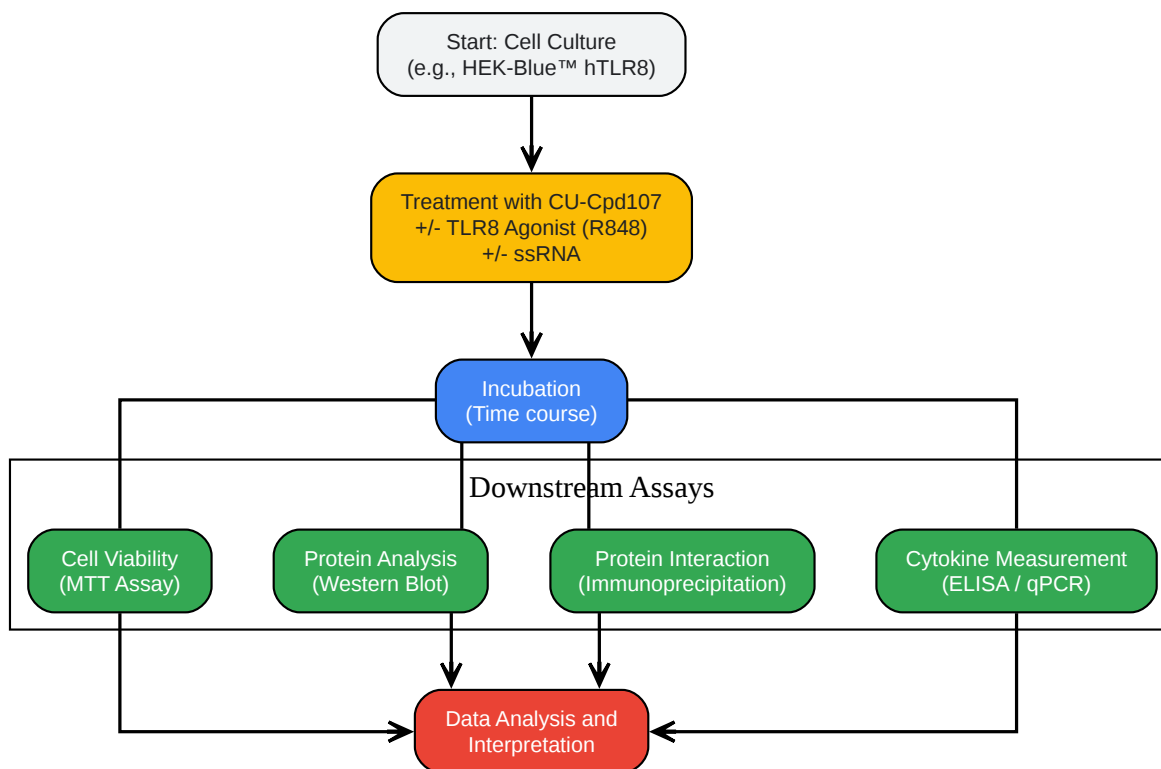 Start: Cell Culture
(e.g., HEK-Blue™ hTLR8)
Treatment with CU-Cpd107
+/- TLR8 Agonist (R848)
+/- ssRNA
Incubation
(Time course)
Downstream Assays
Cell Viability
(MTT Assay)
Protein Analysis
(Western Blot)
Protein Interaction
(Immunoprecipitation)
Cytokine Measurement
(ELISA / qPCR)
Data Analysis and
Interpretation